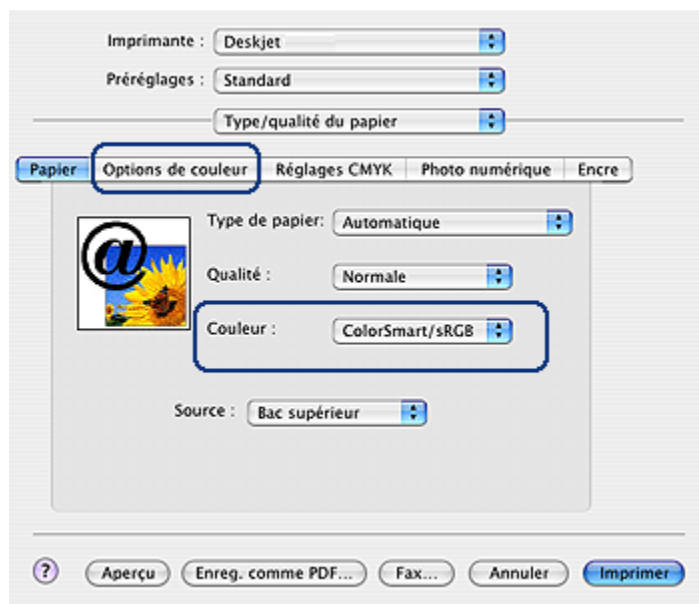 Imprimante : Deskjet
Préréglages : Standard
Type/qualité du papier
Papier Options de couleur Réglages CMYK Photo numérique Encre
@
Type de papier: Automatique
Qualité : Normale
Couleur : ColorSmart/sRGB
Source : Bac supérieur
? Aperçu Enreg. comme PDF... Fax... Annuler Imprimer